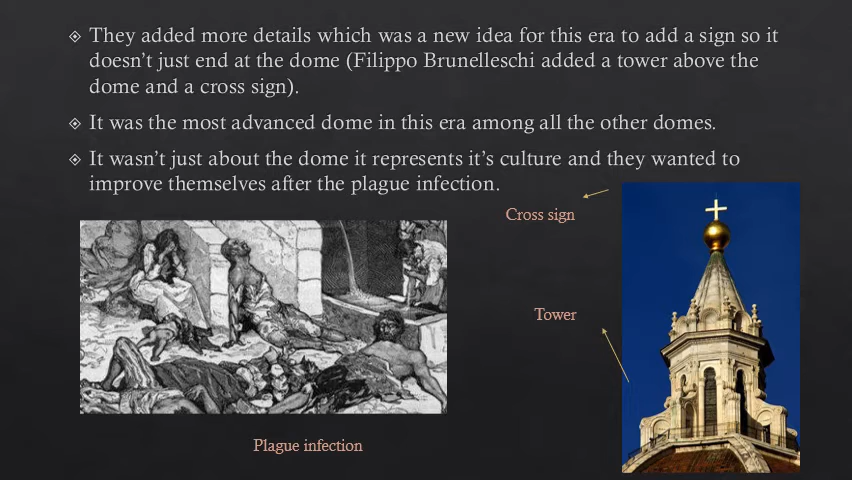 They added more details which was a new idea for this era to add a sign so it
doesn't just end at the dome (Filippo Brunelleschi added a tower above the
dome and a cross sign).
It was the most advanced dome in this era among all the other domes.
It wasn't just about the dome it represents it's culture and they wanted to
improve themselves after the plague infection.
Cross sign
Tower
Plague infection